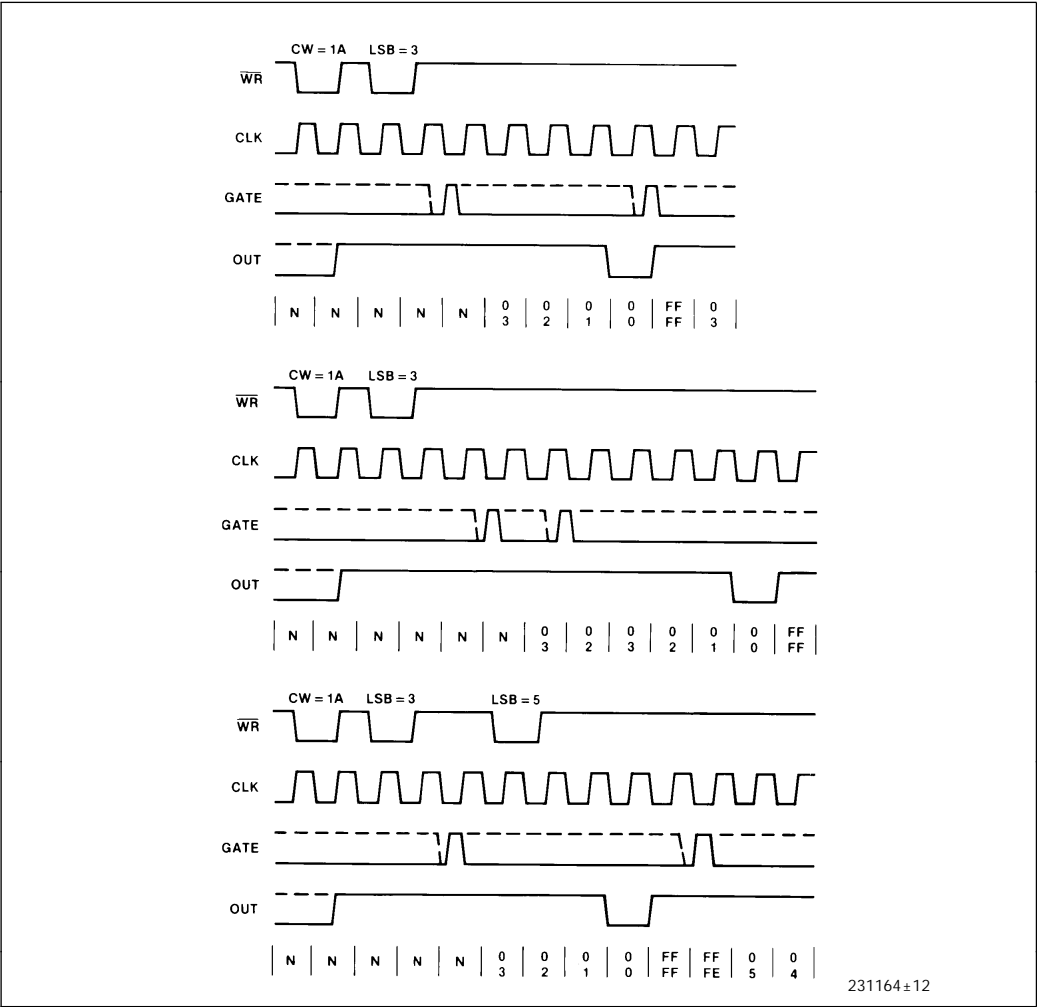 CW = 1A LSB = 3
WR
CLK
GATE
OUT
N N N N N 0 0 0 0 FF 0
3 2 1 0 FF 3
CW = 1A LSB = 3
WR
CLK
GATE
OUT
N N N N N N 0 0 0 0 0 0 FF
3 2 3 2 1 0 FF
CW = 1A LSB = 3 LSB = 5
WR
CLK
GATE
OUT
N N N N N 0 0 0 0 FF FF 0 0
3 2 1 0 FF FE 5 4
231164±12